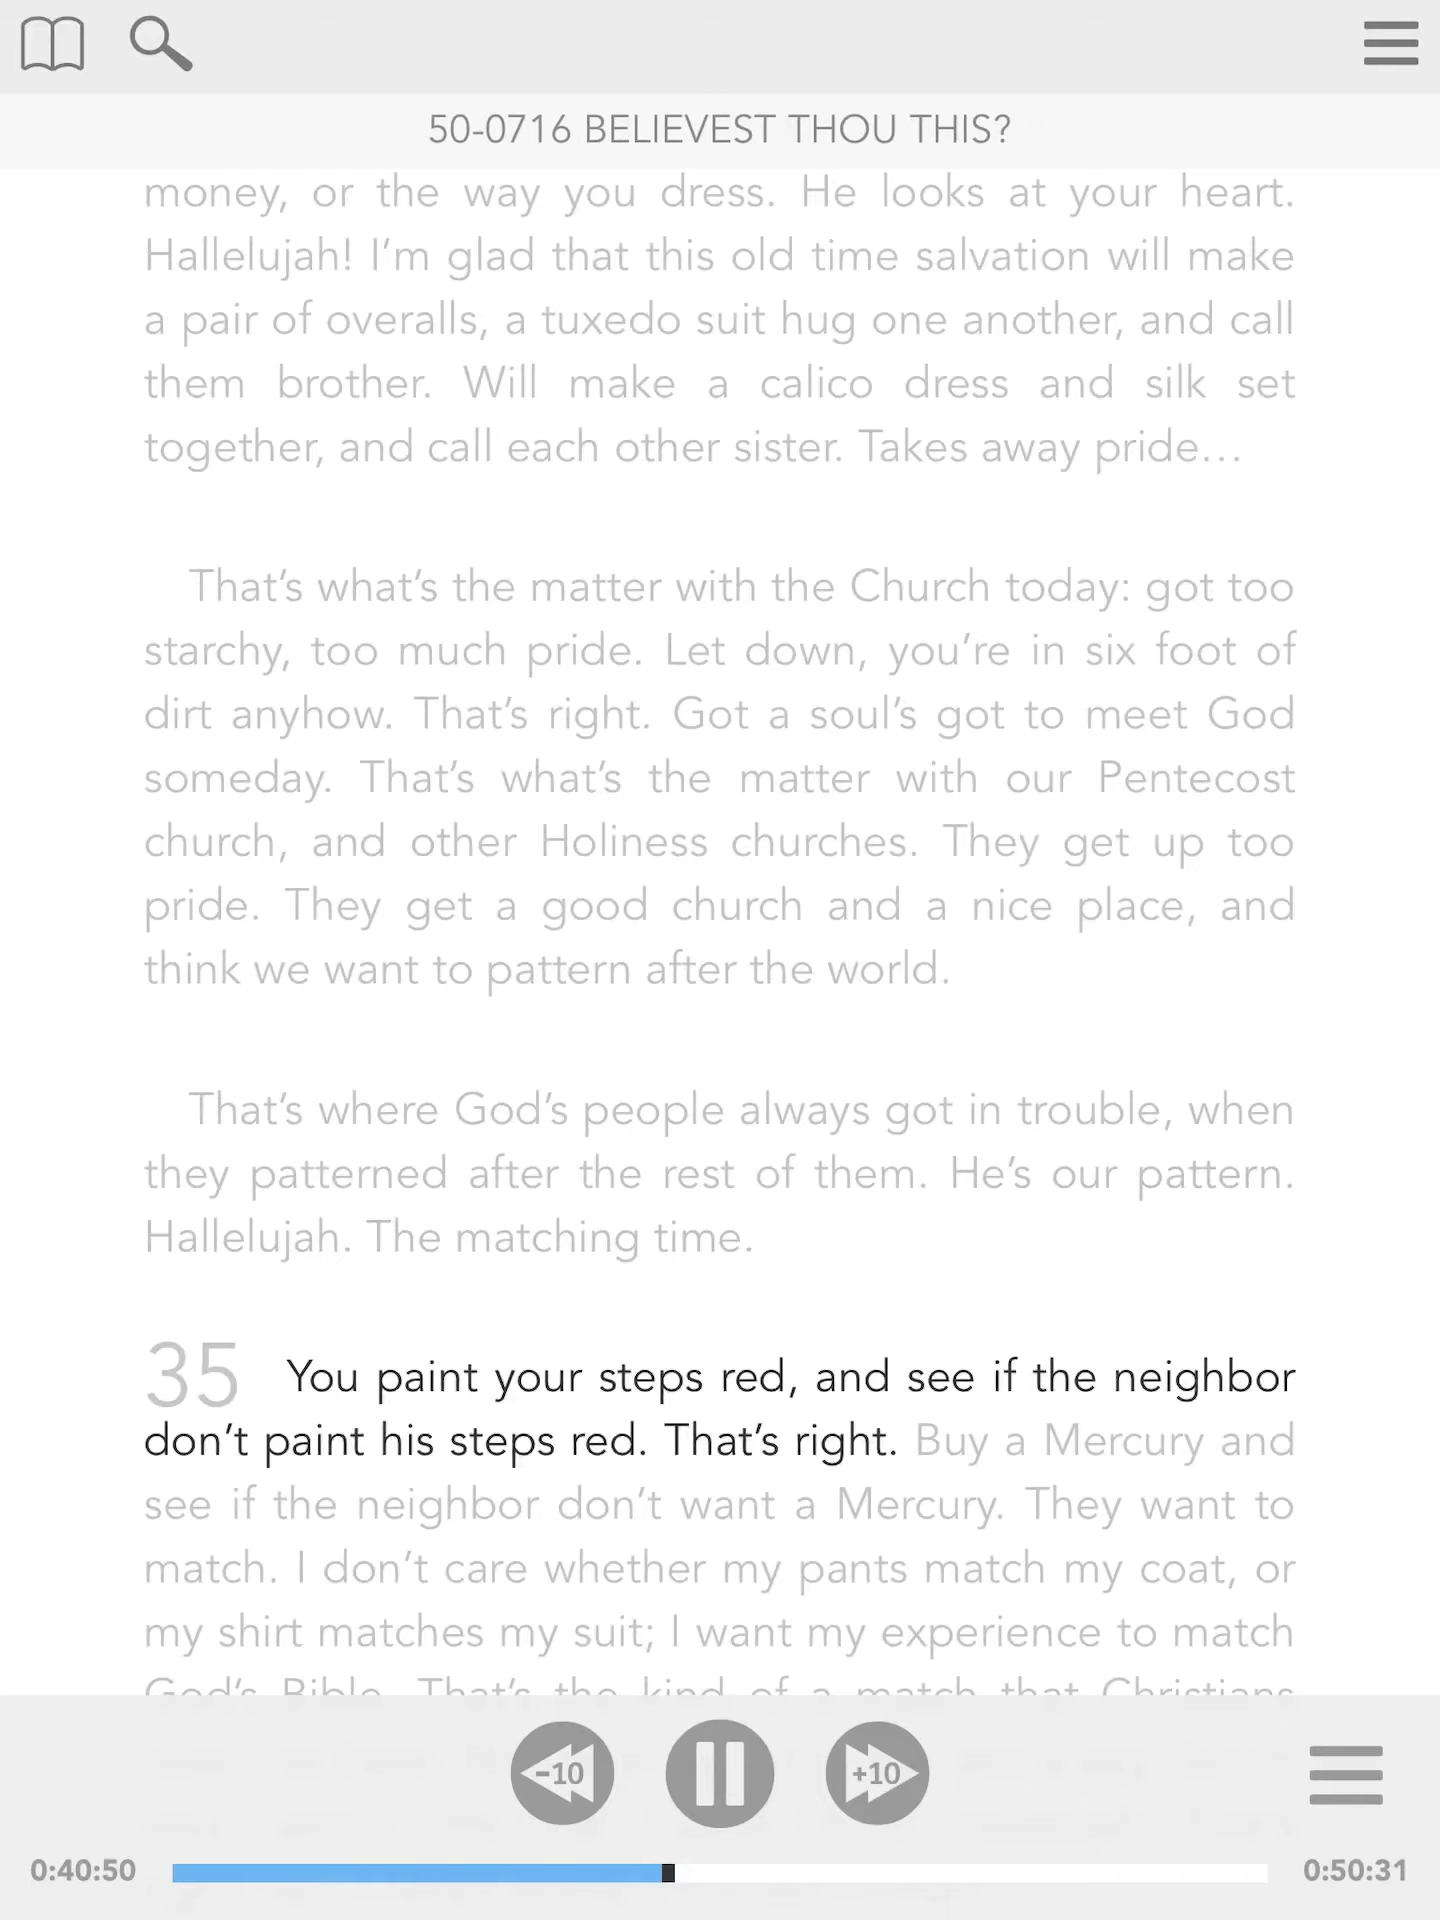 50-0716 BELIEVEST THOU THIS?
money, or the way you dress. He looks at your heart.
Hallelujah! I’m glad that this old time salvation will make
a pair of overalls, a tuxedo suit hug one another, and call
them brother. Will make a calico dress and silk set
together, and call each other sister. Takes away pride…
That’s what’s the matter with the Church today: got too
starchy, too much pride. Let down, you’re in six foot of
dirt anyhow. That’s right. Got a soul’s got to meet God
someday. That’s what’s the matter with our Pentecost
church, and other Holiness churches. They get up too
pride. They get a good church and a nice place, and
think we want to pattern after the world.
That’s where God’s people always got in trouble, when
they patterned after the rest of them. He’s our pattern.
Hallelujah. The matching time.
35 You paint your steps red, and see if the neighbor
don’t paint his steps red. That’s right. Buy a Mercury and
see if the neighbor don’t want a Mercury. They want to
match. I don’t care whether my pants match my coat, or
my shirt matches my suit; I want my experience to match
God’s Bible. That’s the kind of a match that Christians
-10 +10
0:40:50 0:50:31